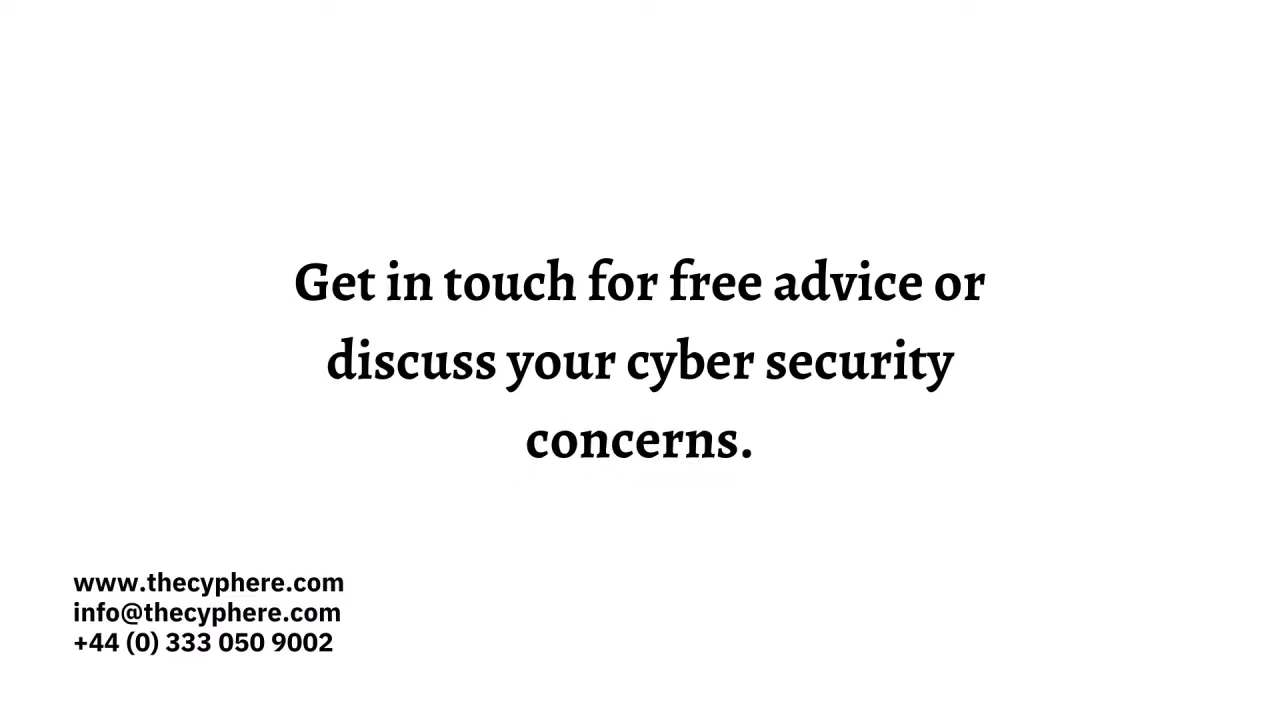 Get in touch for free advice or
discuss your cyber security
concerns.
www.thecyphere.com
info@thecyphere.com
+44 (0) 333 050 9002